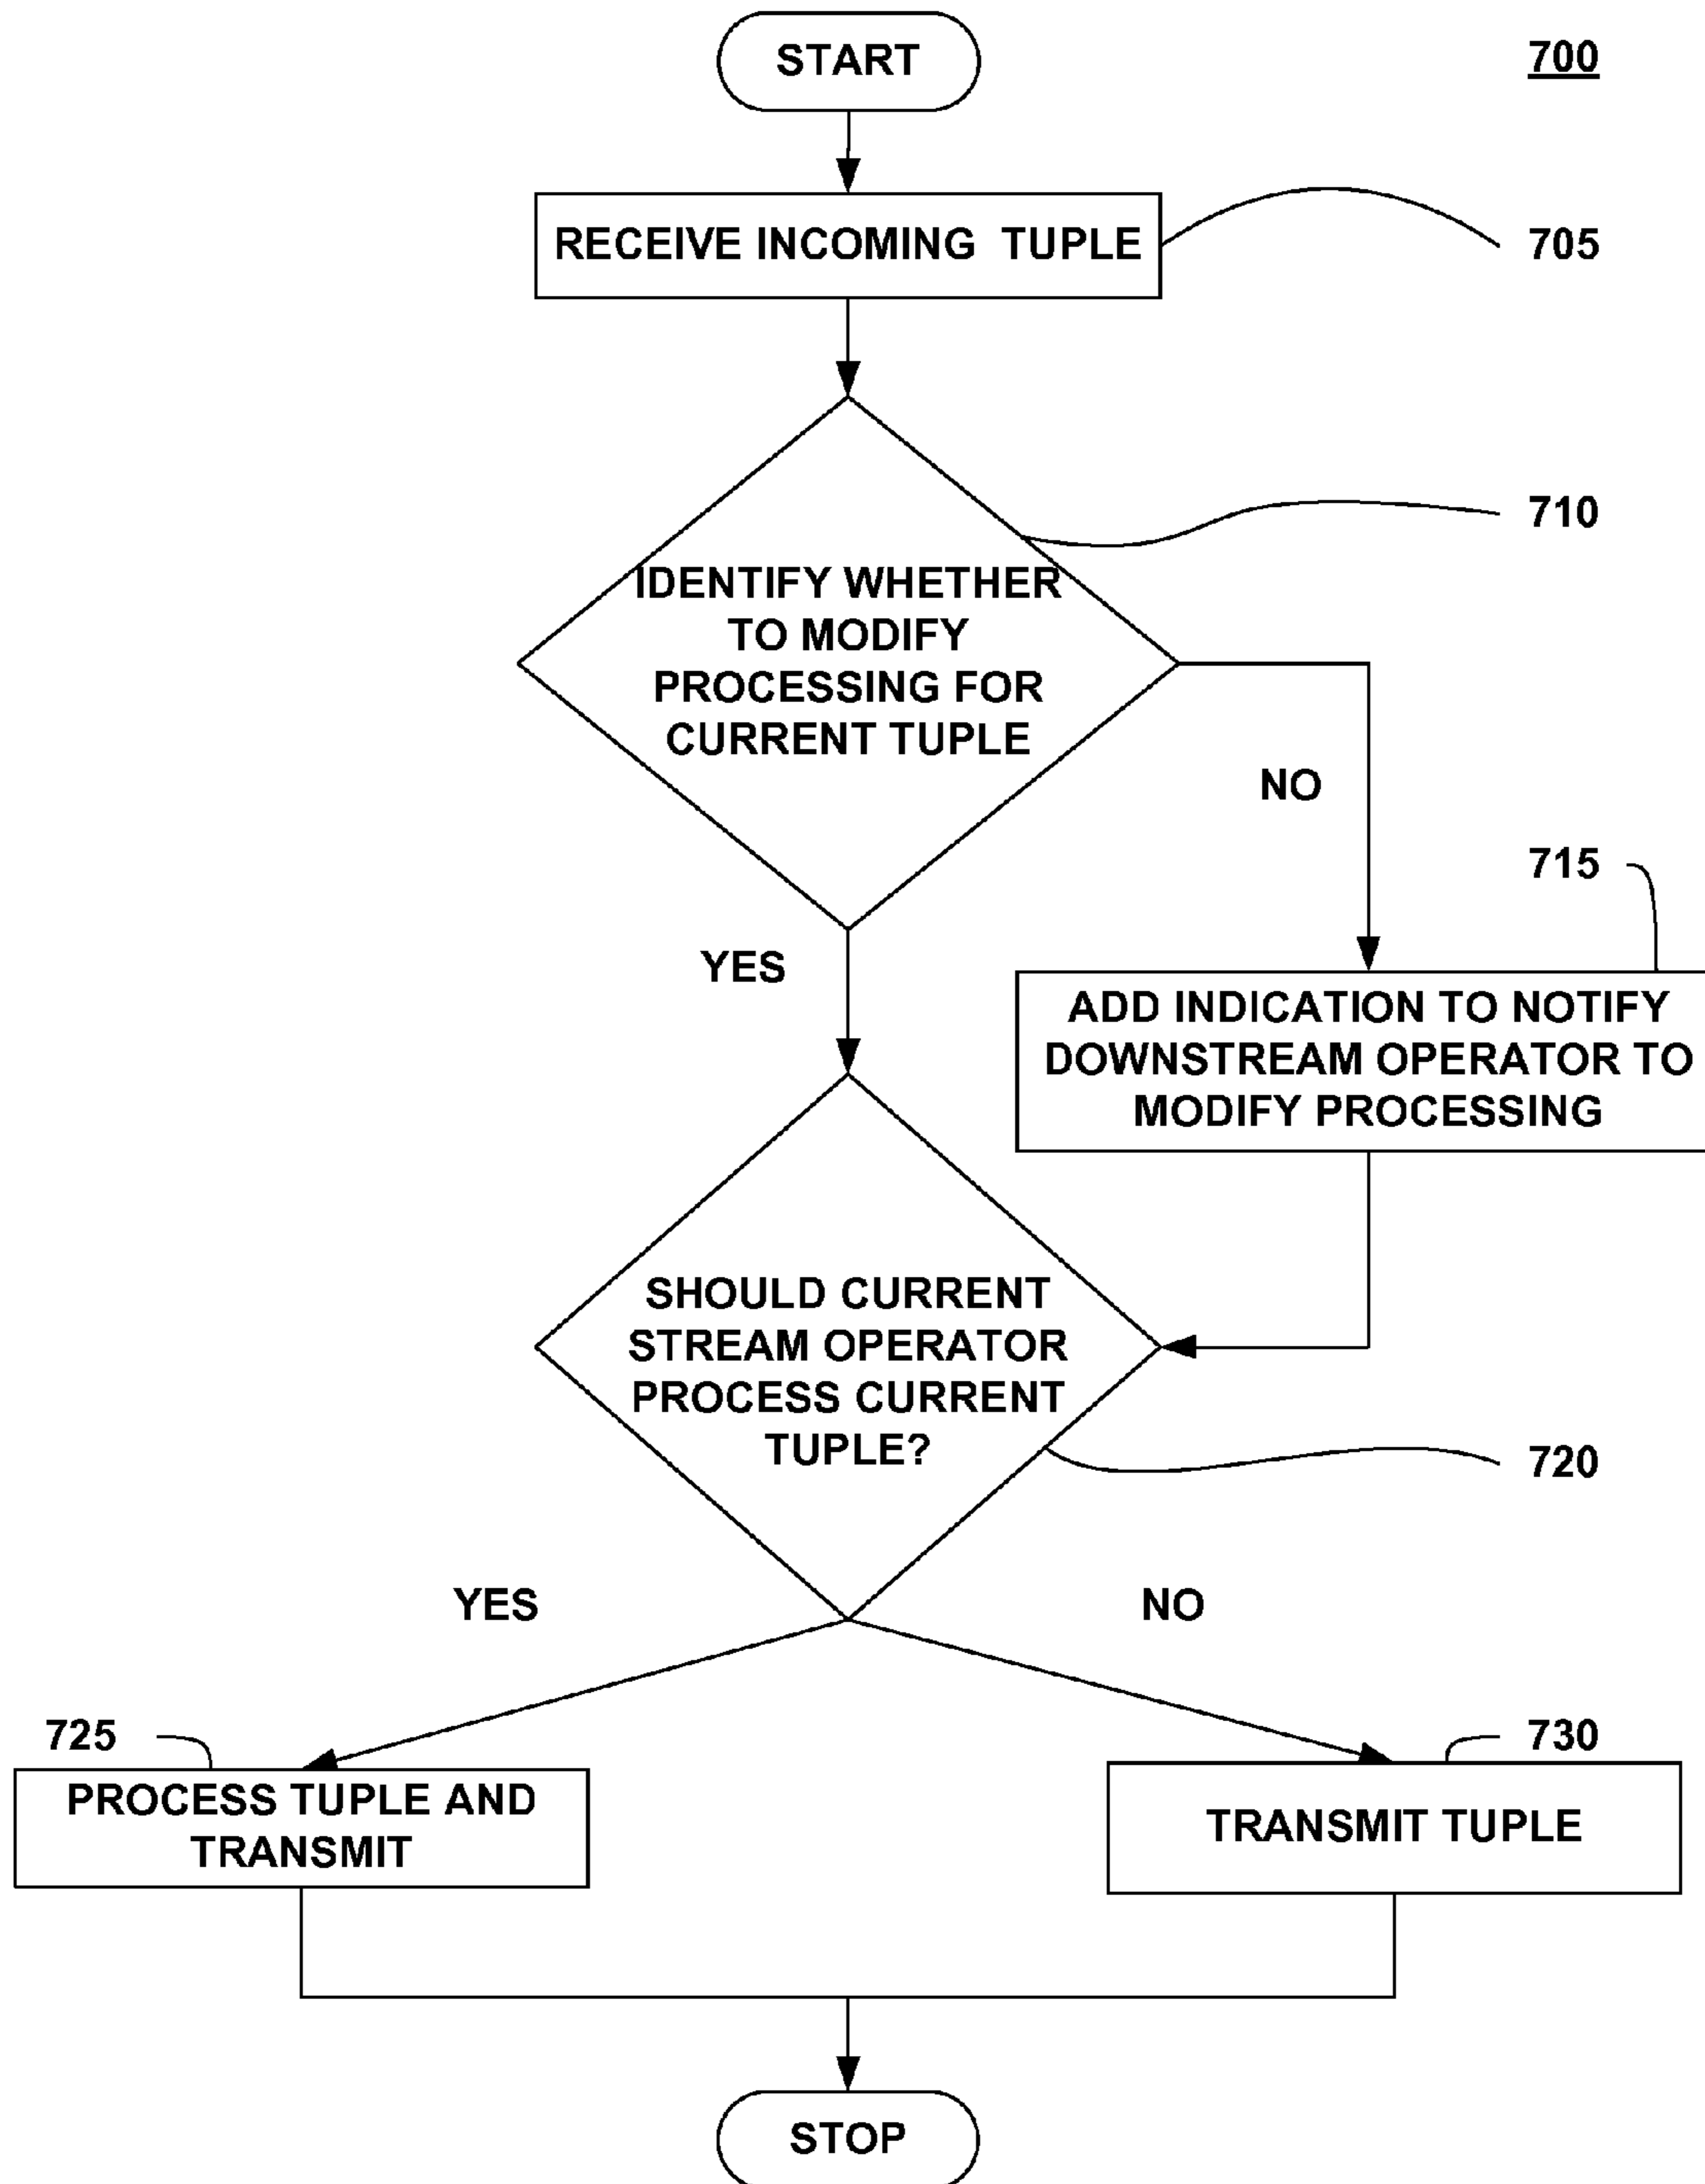 START
700
RECEIVE INCOMING TUPLE
705
710
IDENTIFY WHETHER
TO MODIFY
PROCESSING FOR
CURRENT TUPLE
NO
715
YES
ADD INDICATION TO NOTIFY
DOWNSTREAM OPERATOR TO
MODIFY PROCESSING
SHOULD CURRENT
STREAM OPERATOR
PROCESS CURRENT
TUPLE?
720
YES
NO
725
730
PROCESS TUPLE AND
TRANSMIT
TRANSMIT TUPLE
STOP